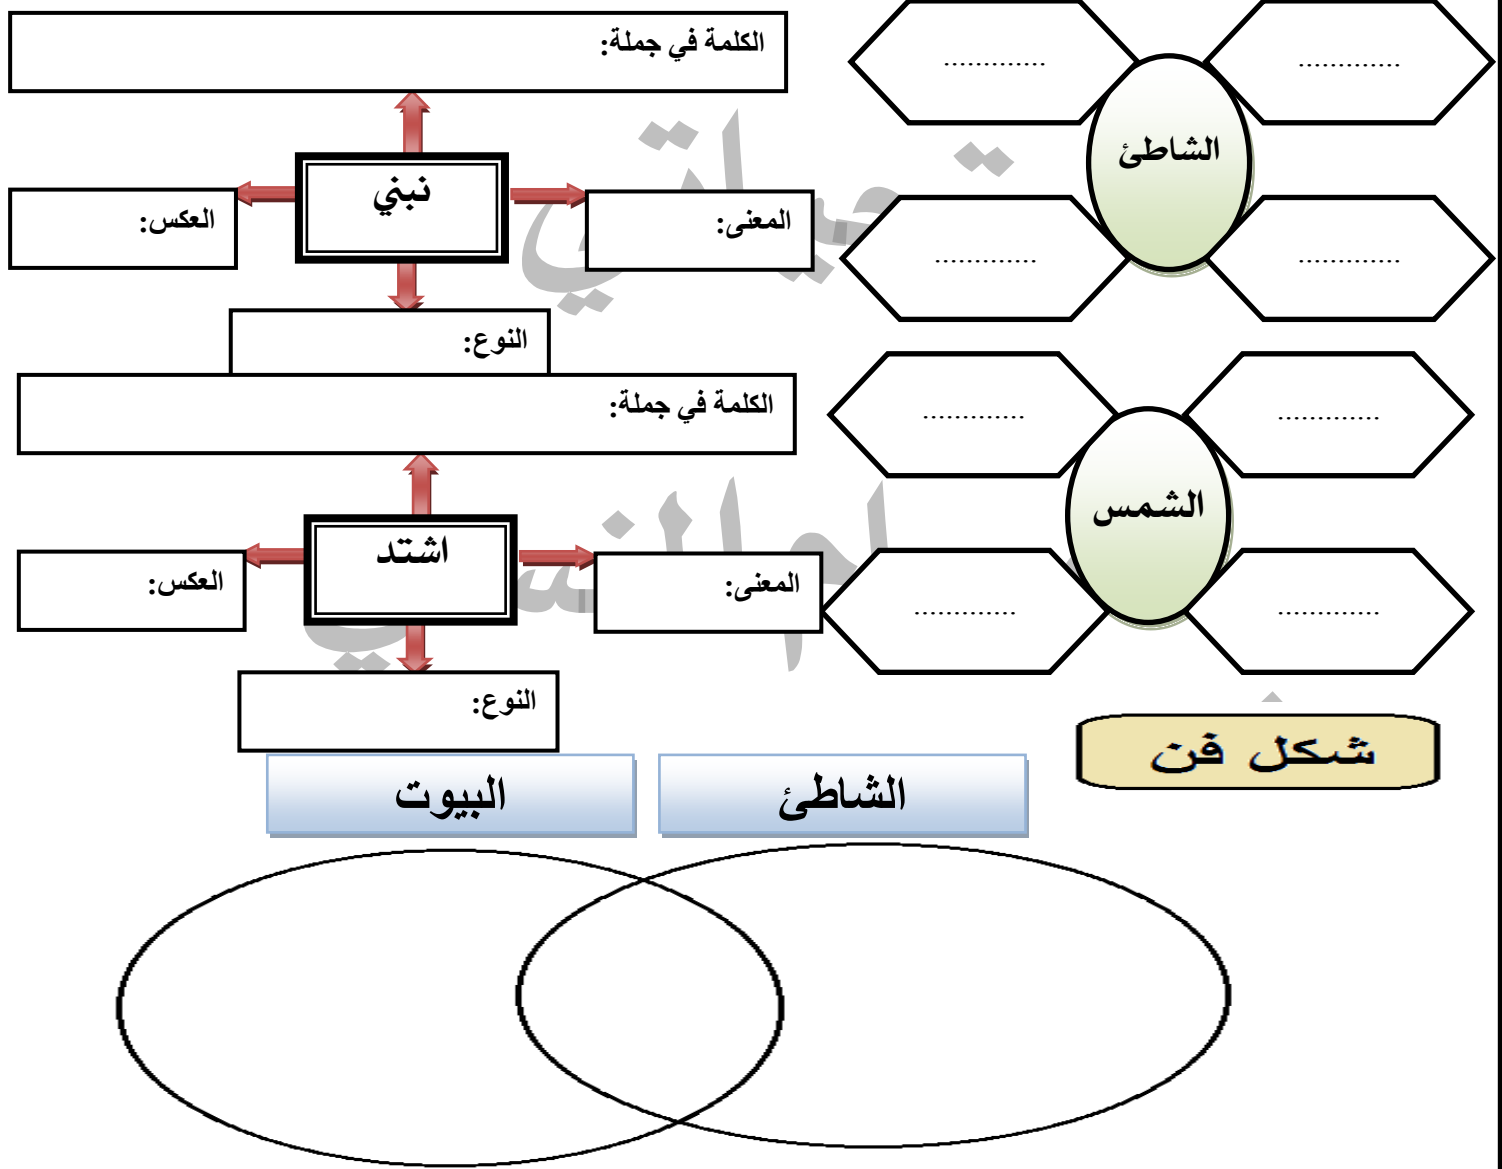 الكلمة في جملة:
.............
.............
الشاطئ
نبني
المعنى:
العكس:
.............
.............
النوع:
الكلمة في جملة:
.............
.............
الشمس
اشتد
المعنى:
العكس:
.............
.............
النوع:
شكل فن
الشاطئ
البيوت